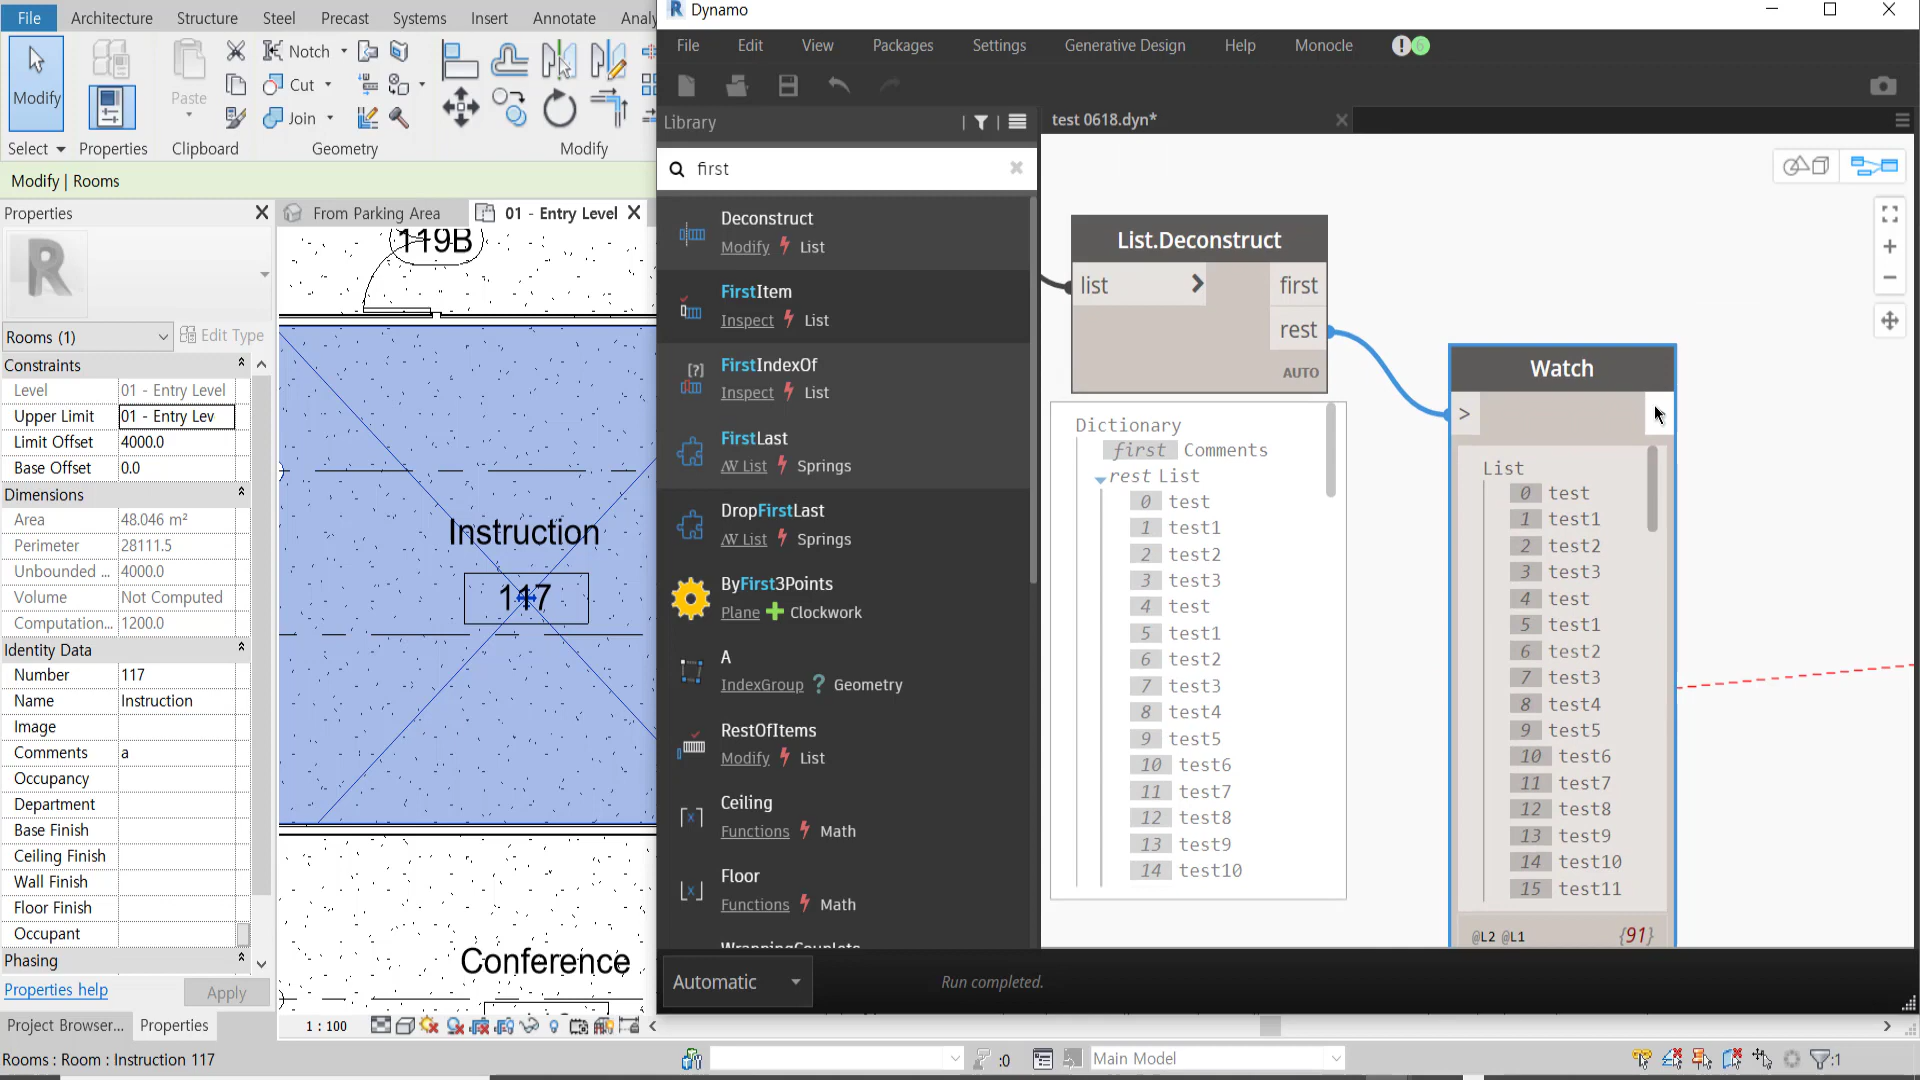 File Architecture Structure Steel Precast Systems Insert Annotate Analy
Modify
Select
Properties
Paste
Clipboard
Notch
Cut
Join
Geometry
Modify
Modify | Rooms
Properties
Rooms (1)
Edit Type
Constraints
Level 01 - Entry Level
Upper Limit 01 - Entry Lev
Limit Offset 4000.0
Base Offset 0.0
Dimensions
Area 48.046 m²
Perimeter 28111.5
Unbounded ... 4000.0
Volume Not Computed
Computation... 1200.0
Identity Data
Number 117
Name Instruction
Image
Comments a
Occupancy
Department
Base Finish
Ceiling Finish
Wall Finish
Floor Finish
Occupant
Phasing
Properties help
Apply
Project Browser... Properties
Rooms : Room : Instruction 117
From Parking Area
01 - Entry Level
119B
Instruction
117
Conference
1 : 100
Dynamo
File Edit View Packages Settings Generative Design Help Monocle
6
Library
first
Deconstruct
Modify List
FirstItem
Inspect List
FirstIndexOf
Inspect List
FirstLast
List Springs
DropFirstLast
List Springs
ByFirst3Points
Plane Clockwork
A
IndexGroup ? Geometry
RestOfItems
Modify List
Ceiling
Functions Math
Floor
Functions Math
WrappingCouplets
Automatic
Run completed.
test 0618.dyn*
List.Deconstruct
list >
first
rest
AUTO
Dictionary
first Comments
rest List
0 test
1 test1
2 test2
3 test3
4 test
5 test1
6 test2
7 test3
8 test4
9 test5
10 test6
11 test7
12 test8
13 test9
14 test10
Watch
>
List
0 test
1 test1
2 test2
3 test3
4 test
5 test1
6 test2
7 test3
8 test4
9 test5
10 test6
11 test7
12 test8
13 test9
14 test10
15 test11
@L2 @L1 {91}
:0
Main Model
:1